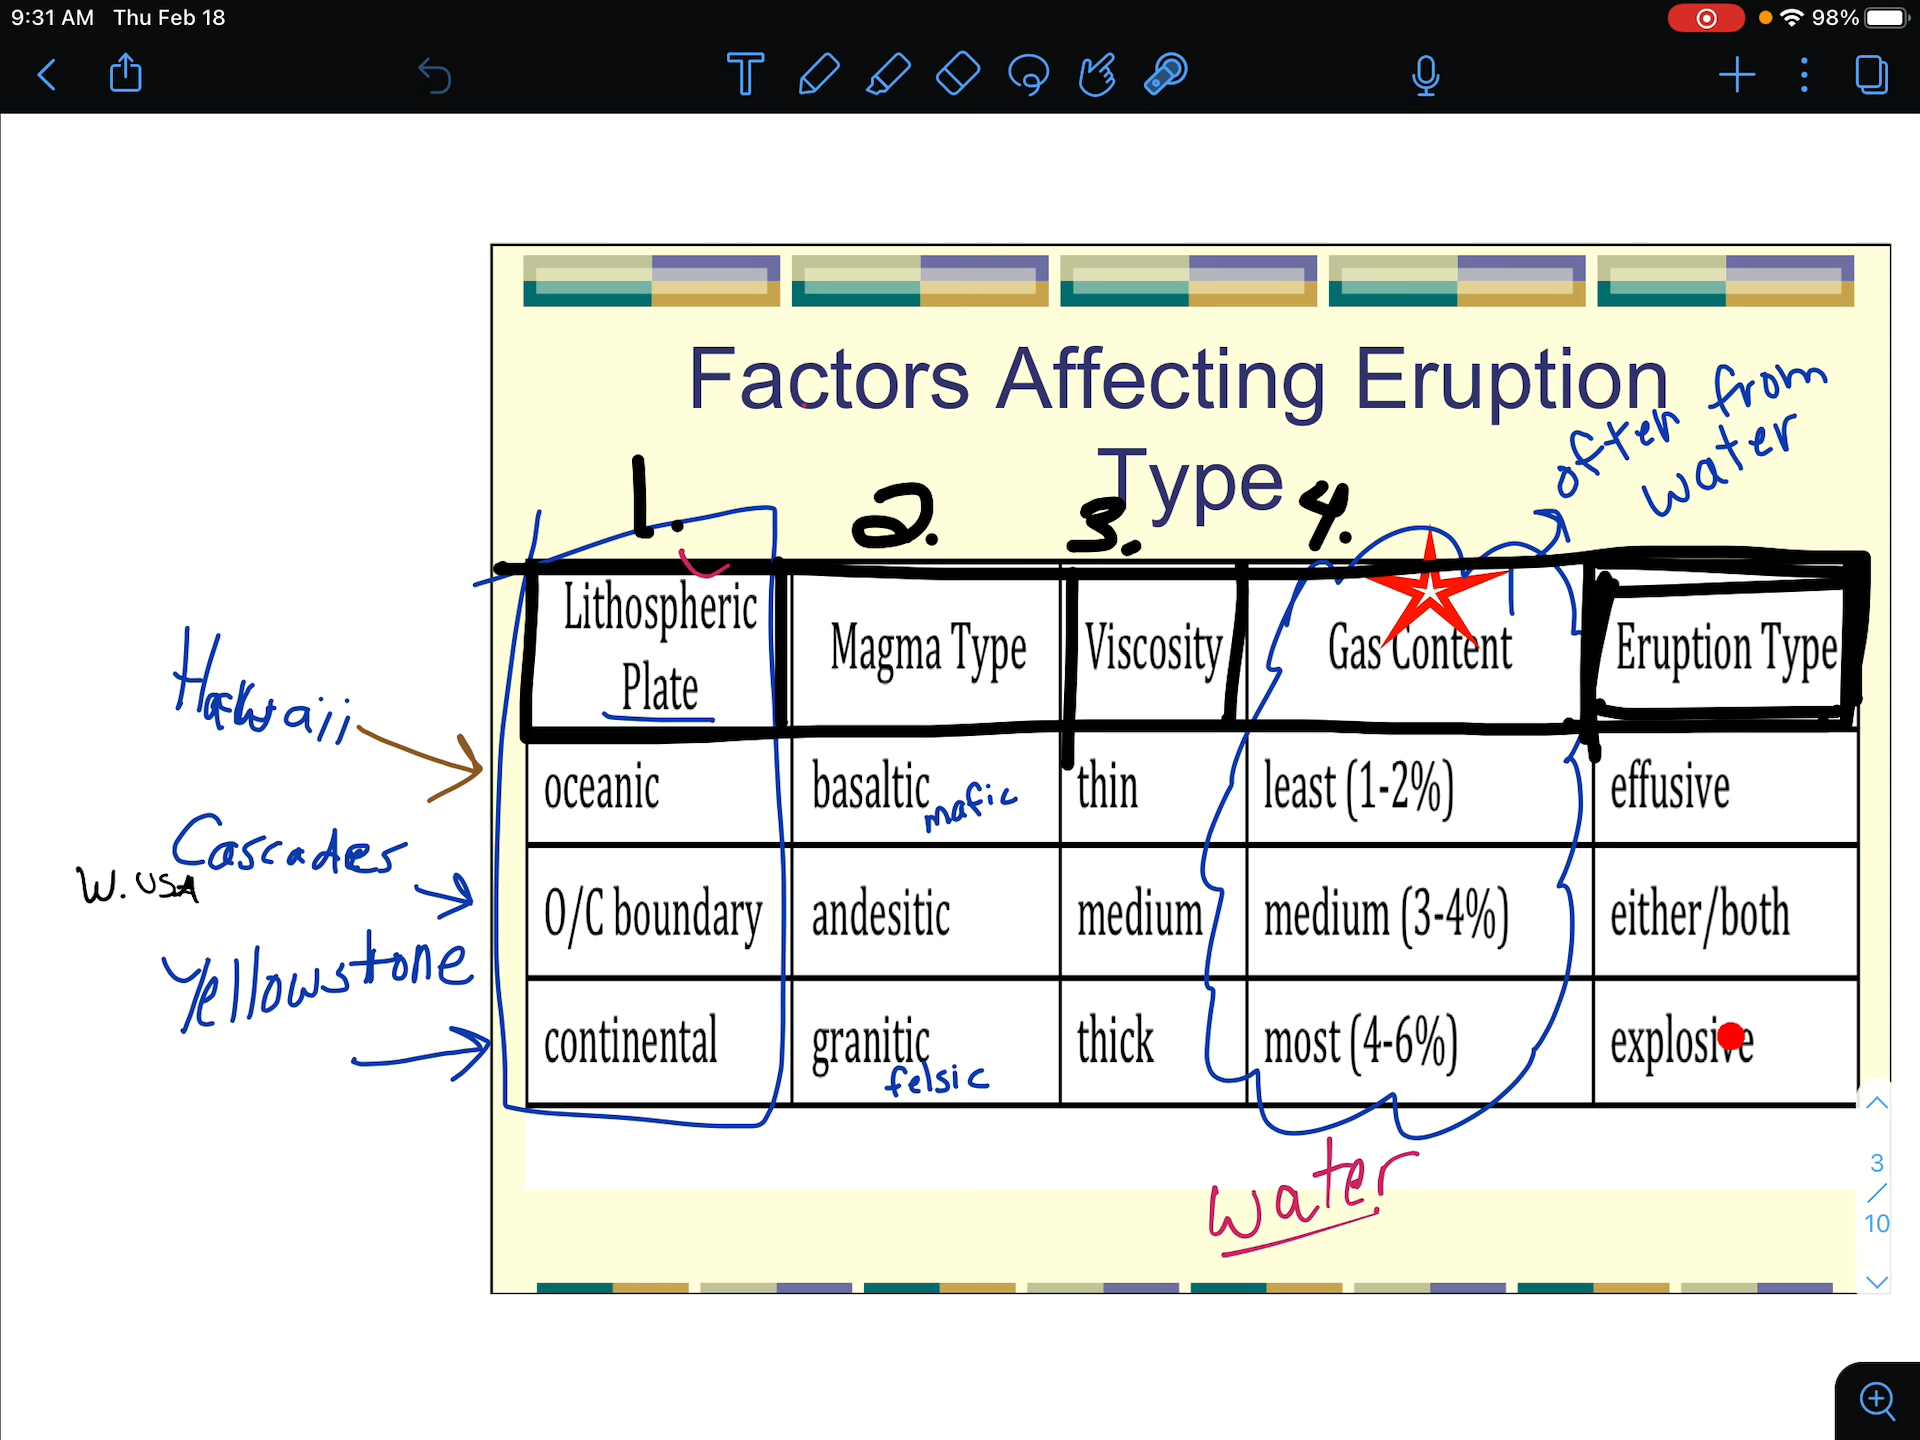 9:31 AM Thu Feb 18
98%
Factors Affecting Eruption
Type
often from
water
1. 2. 3. 4.
Lithospheric
Plate
Magma Type
Viscosity
Gas Content
Eruption Type
Hawaii
oceanic
basaltic
mafic
thin
least (1-2%)
effusive
Cascades
W. USA
O/C boundary
andesitic
medium
medium (3-4%)
either/both
Yellowstone
continental
granitic
felsic
thick
most (4-6%)
explosive
water
3
/
10